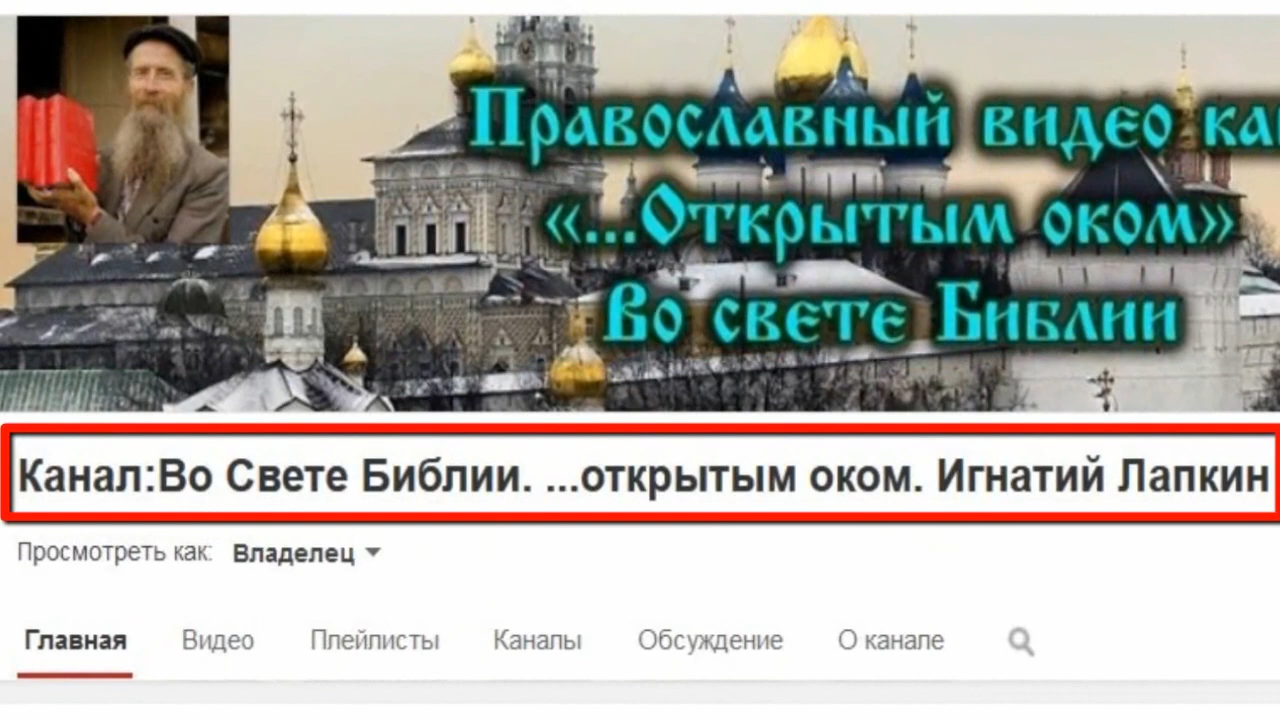 Православный видео ка
«...Открытым оком»
Во свете Библии
Канал:Во Свете Библии. ...открытым оком. Игнатий Лапкин
Просмотреть как: Владелец
Главная Видео Плейлисты Каналы Обсуждение О канале